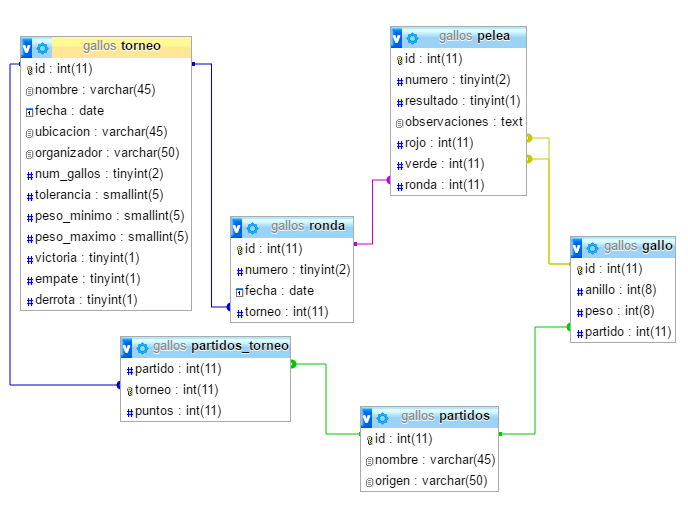 gallos torneo
id : int(11)
nombre : varchar(45)
fecha : date
ubicacion : varchar(45)
organizador : varchar(50)
num_gallos : tinyint(2)
tolerancia : smallint(5)
peso_minimo : smallint(5)
peso_maximo : smallint(5)
victoria : tinyint(1)
empate : tinyint(1)
derrota : tinyint(1)
gallos pelea
id : int(11)
numero : tinyint(2)
resultado : tinyint(1)
observaciones : text
rojo : int(11)
verde : int(11)
ronda : int(11)
gallos ronda
id : int(11)
numero : tinyint(2)
fecha : date
torneo : int(11)
gallos gallo
id : int(11)
anillo : int(8)
peso : int(8)
partido : int(11)
gallos partidos_torneo
partido : int(11)
torneo : int(11)
puntos : int(11)
gallos partidos
id : int(11)
nombre : varchar(45)
origen : varchar(50)